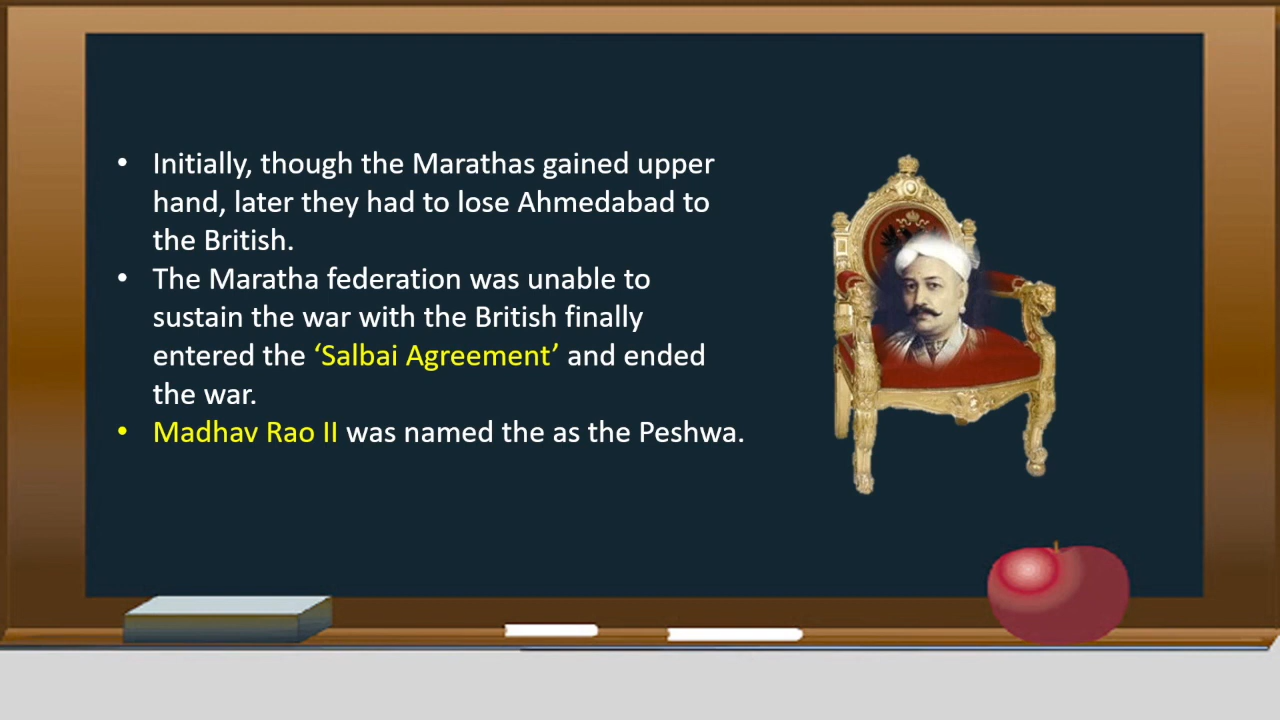 • Initially, though the Marathas gained upper
hand, later they had to lose Ahmedabad to
the British.
• The Maratha federation was unable to
sustain the war with the British finally
entered the ‘Salbai Agreement’ and ended
the war.
• Madhav Rao II was named the as the Peshwa.